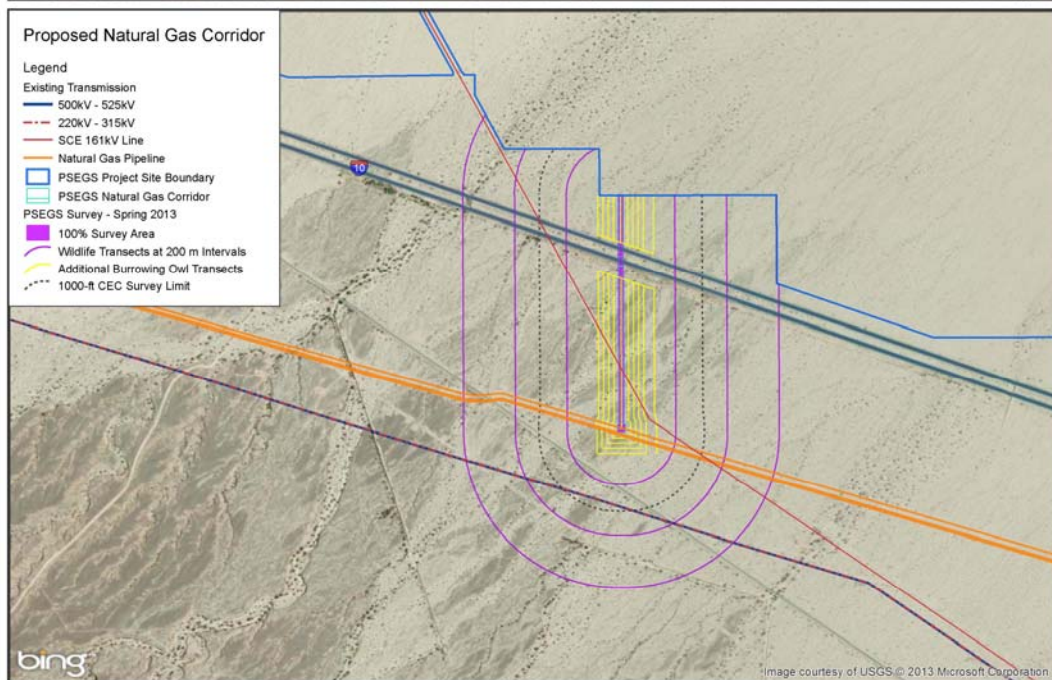 Proposed Natural Gas Corridor
Legend
Existing Transmission
500kV - 525kV
220kV - 315kV
SCE 161kV Line
Natural Gas Pipeline
PSEGS Project Site Boundary
PSEGS Natural Gas Corridor
PSEGS Survey - Spring 2013
100% Survey Area
Wildlife Transects at 200 m Intervals
Additional Burrowing Owl Transects
1000-ft CEC Survey Limit
10
bing
Image courtesy of USGS © 2013 Microsoft Corporation